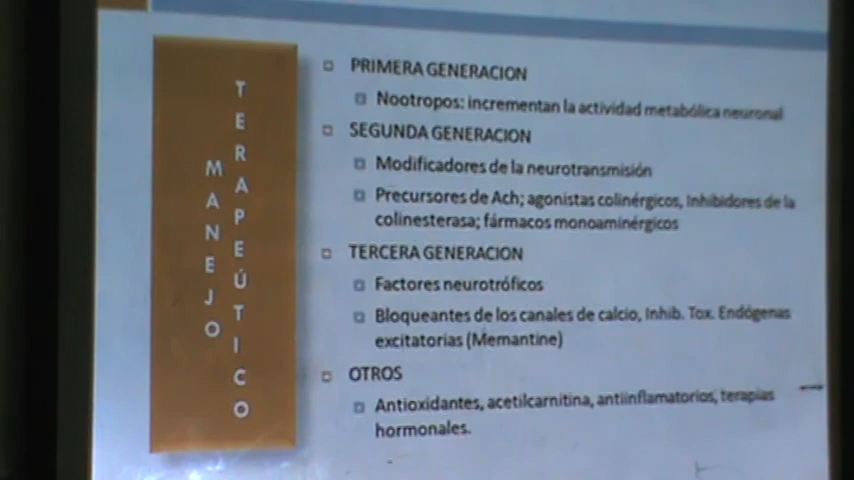 MANEJO
TERAPEÚTICO
PRIMERA GENERACION
Nootropos: incrementan la actividad metabólica neuronal
SEGUNDA GENERACION
Modificadores de la neurotransmisión
Precursores de Ach; agonistas colinérgicos, Inhibidores de la
colinesterasa; fármacos monoaminérgicos
TERCERA GENERACION
Factores neurotróficos
Bloqueantes de los canales de calcio, Inhib. Tox. Endógenas
excitatorias (Memantine)
OTROS
Antioxidantes, acetilcarnitina, antiinflamatorios, terapias
hormonales.